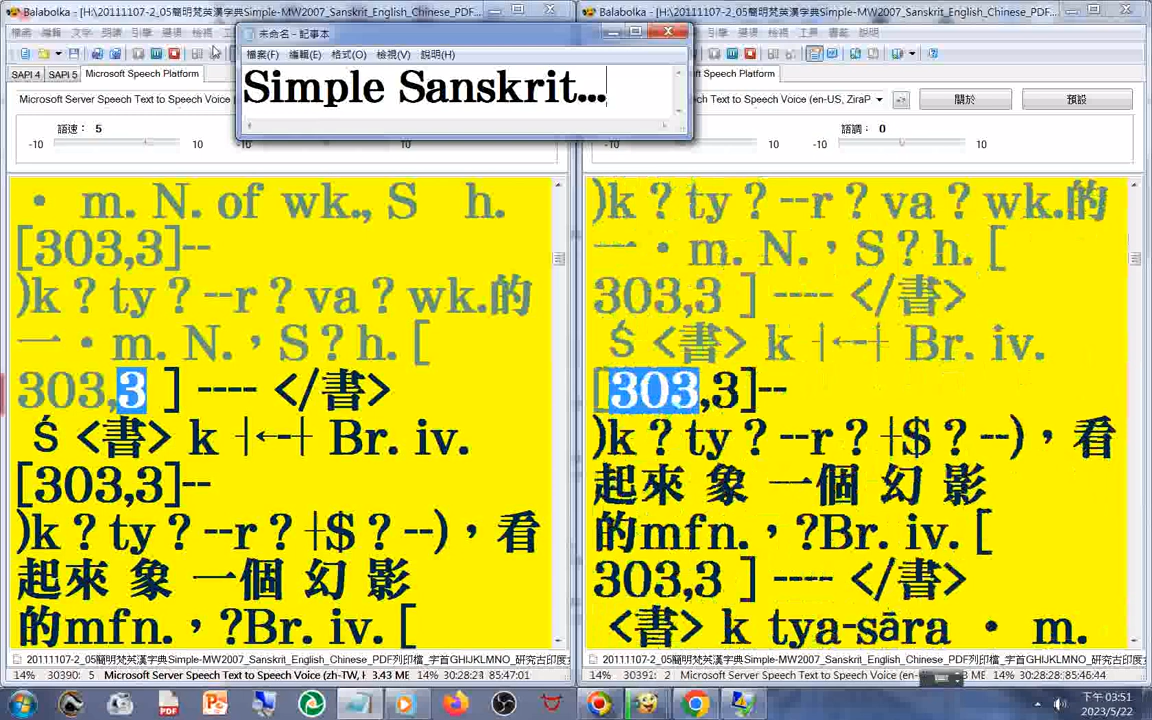 Balabolka - [H:\20111107-2_05簡明梵英漢字典Simple-MW2007_Sanskrit_English_Chinese_PDF...
Balabolka - [H:\20111107-2_05簡明梵英漢字典Simple-MW2007_Sanskrit_English_Chinese_PDF...
未命名 - 記事本
檔案(F) 編輯(E) 格式(O) 檢視(V) 說明(H)
Simple Sanskrit...
SAPI 4 SAPI 5 Microsoft Speech Platform
Speech Platform
Microsoft Server Speech Text to Speech Voice
ch Text to Speech Voice (en-US, ZiraP
關於
預設
語速： 5
-10 10 -10 10
語調： 0
-10 10
• m. N. of wk., S h.
[303,3]--
)k ? ty ? --r ? va ? wk.的
一 • m. N. , S ? h. [
303,3 ] ---- </書>
Ś <書> k ┤←┤ Br. iv.
[303,3]--
)k ? ty ? --r ? ├$ ? --)，看
起來 象 一個 幻 影
的mfn.，?Br. iv. [
)k ? ty ? --r ? va ? wk.的
一 • m. N. , S ? h. [
303,3 ] ---- </書>
Ś <書> k ┤←┤ Br. iv.
[303,3]--
)k ? ty ? --r ? ├$ ? --)，看
起來 象 一個 幻 影
的mfn.，?Br. iv. [
303,3 ] ---- </書>
<書> k tya-sāra • m.
20111107-2_05簡明梵英漢字典Simple-MW2007_Sanskrit_English_Chinese_PDF列印檔_字首GHIJKLMNO_研究古印度
20111107-2_05簡明梵英漢字典Simple-MW2007_Sanskrit_English_Chinese_PDF列印檔_字首GHIJKLMNO_研究古印度
14% 30390: 5 Microsoft Server Speech Text to Speech Voice (zh-TW, 3.43 MB 14% 30:28:23 85:47:01
14% 30391: 2 Microsoft Server Speech Text to Speech Voice 14% 30:28:28 85:46:44
下午 03:51
2023/5/22